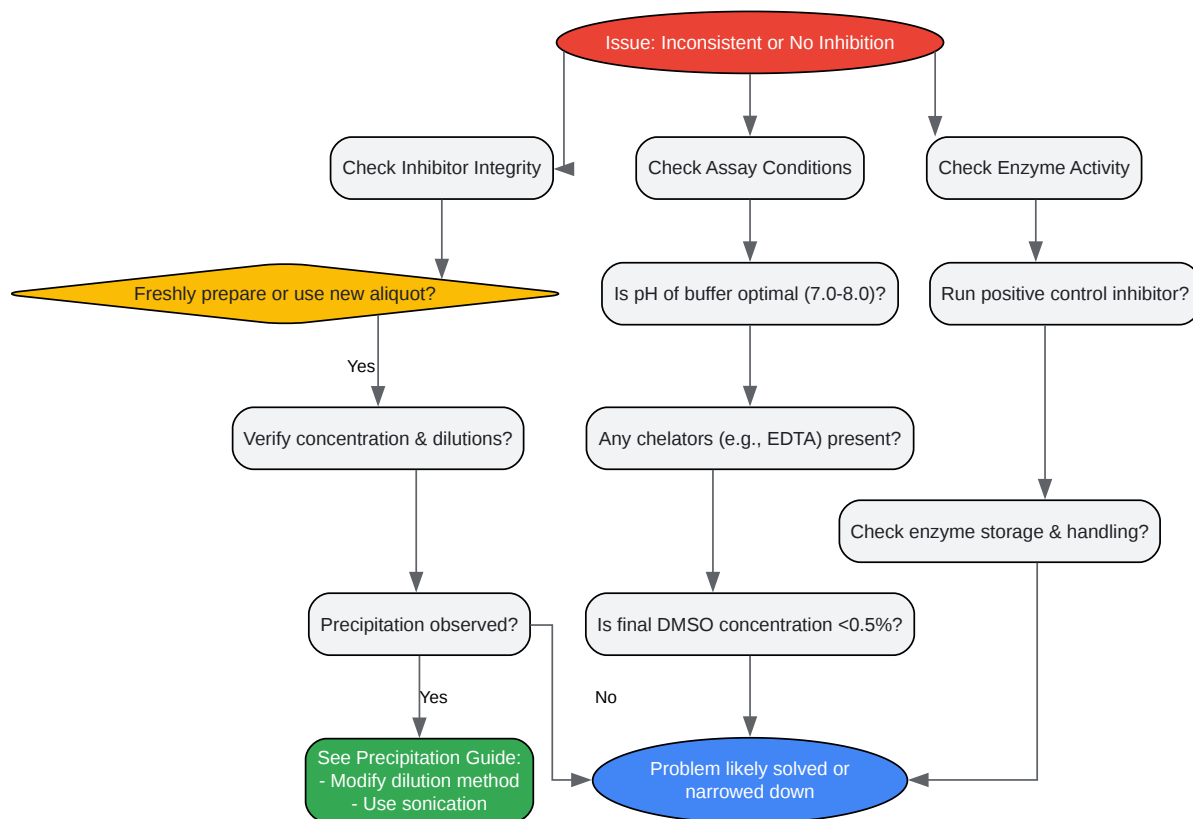 Issue: Inconsistent or No Inhibition
Check Inhibitor Integrity
Check Assay Conditions
Check Enzyme Activity
Freshly prepare or use new aliquot?
Is pH of buffer optimal (7.0-8.0)?
Run positive control inhibitor?
Yes
Verify concentration & dilutions?
Any chelators (e.g., EDTA) present?
Check enzyme storage & handling?
Precipitation observed?
Is final DMSO concentration <0.5%?
Yes
No
See Precipitation Guide:
- Modify dilution method
- Use sonication
Problem likely solved or
narrowed down